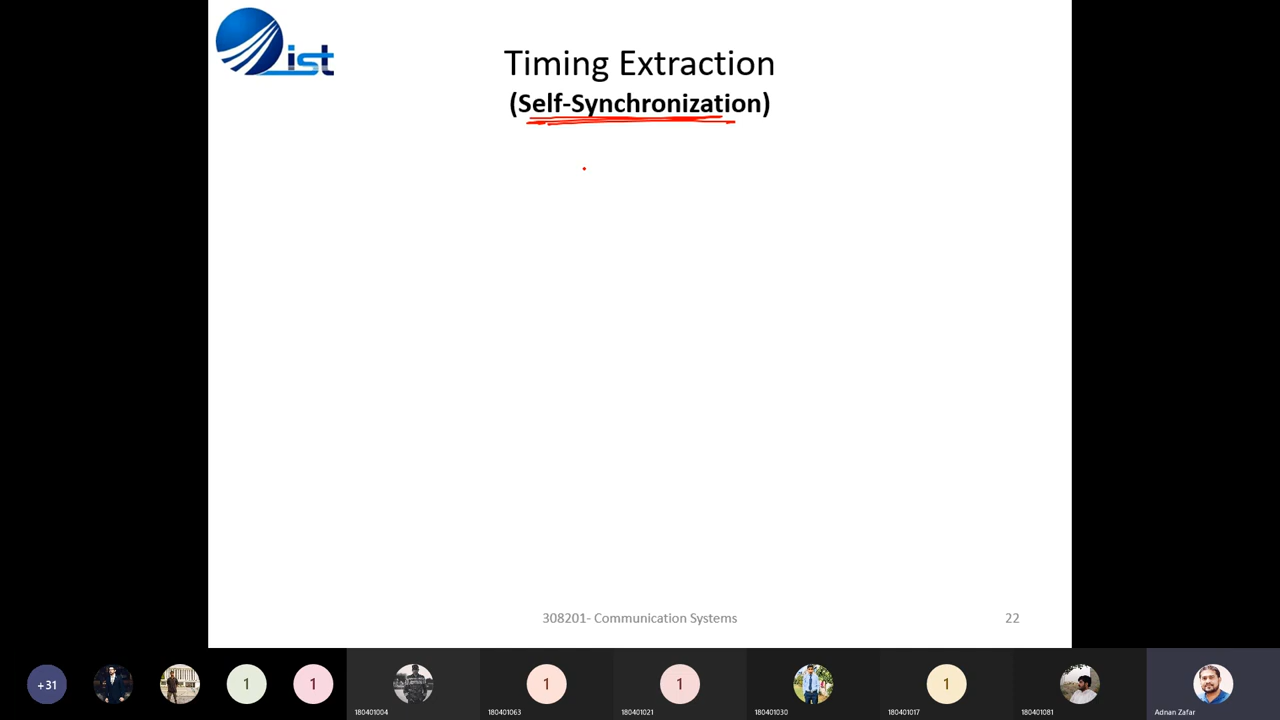 ist
Timing Extraction
(Self-Synchronization)
308201- Communication Systems
22
+31
1
1
1
1
1
180401004
180401063
180401021
180401030
180401017
180401081
Adnan Zafar